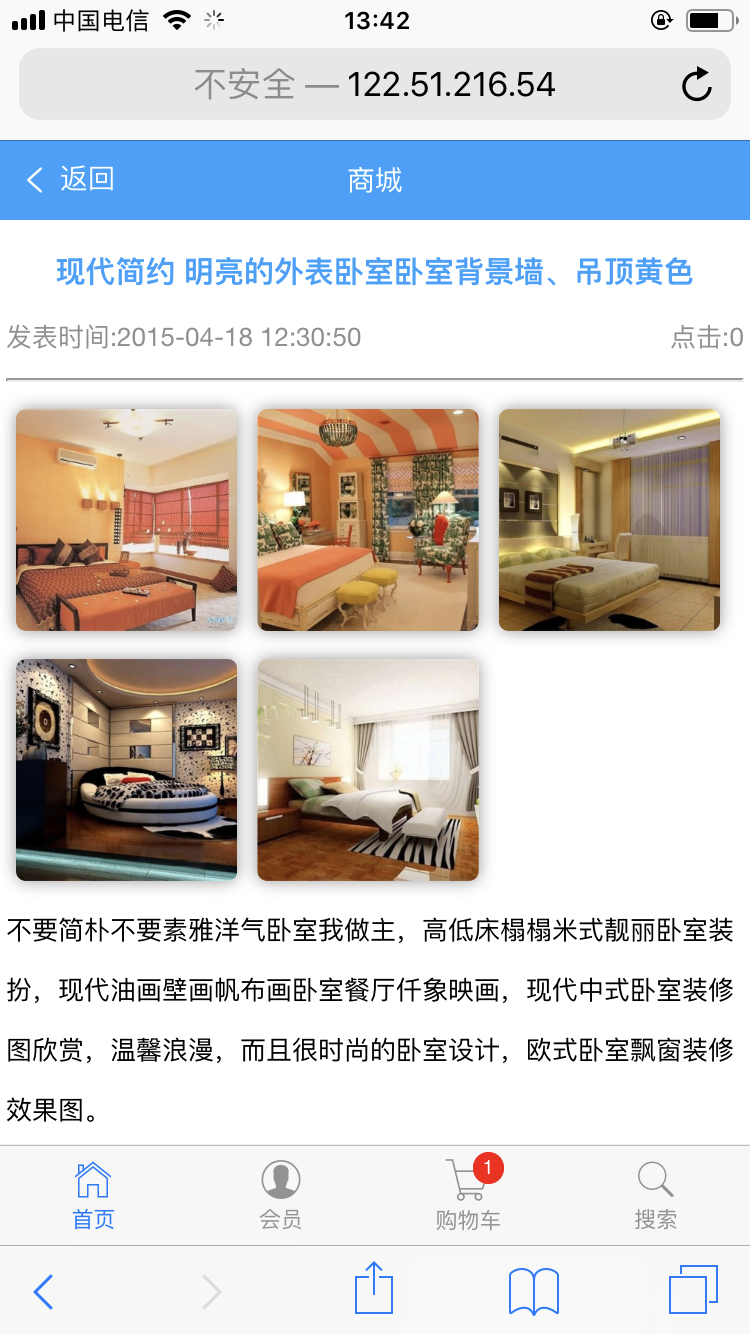 中国电信
13:42
不安全 — 122.51.216.54
返回
商城
现代简约 明亮的外表卧室卧室背景墙、吊顶黄色
发表时间:2015-04-18 12:30:50
点击:0
不要简朴不要素雅洋气卧室我做主，高低床榻榻米式靓丽卧室装
扮，现代油画壁画帆布画卧室餐厅仟象映画，现代中式卧室装修
图欣赏，温馨浪漫，而且很时尚的卧室设计，欧式卧室飘窗装修
效果图。
1
首页
会员
购物车
搜索